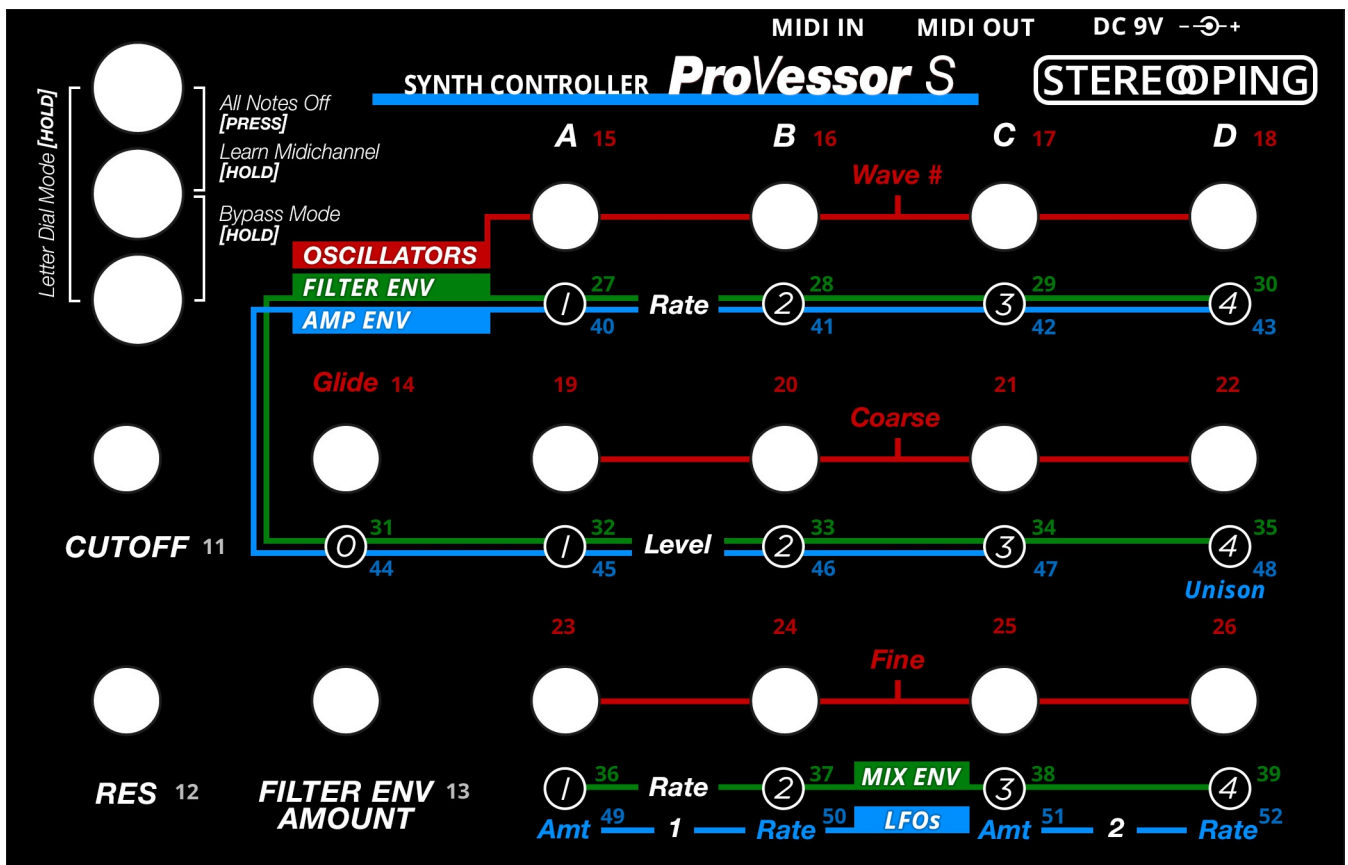 MIDI IN MIDI OUT DC 9V - +
SYNTH CONTROLLER ProVessor S STEREOOPING
Letter Dial Mode [HOLD]
All Notes Off
[PRESS]
Learn Midichannel
[HOLD]
Bypass Mode
[HOLD]
A 15 B 16 C 17 D 18
Wave #
OSCILLATORS
FILTER ENV
AMP ENV
27 28 29 30
1 Rate 2 3 4
40 41 42 43
Glide 14 19 20 21 22
Coarse
31 32 33 34 35
CUTOFF 11 0 1 Level 2 3 4
44 45 46 47 48
Unison
23 24 25 26
Fine
36 37 38 39
RES 12 FILTER ENV 13 1 Rate 2 MIX ENV 3 4
AMOUNT
49 50 51 52
Amt 1 Rate LFOs Amt 2 Rate